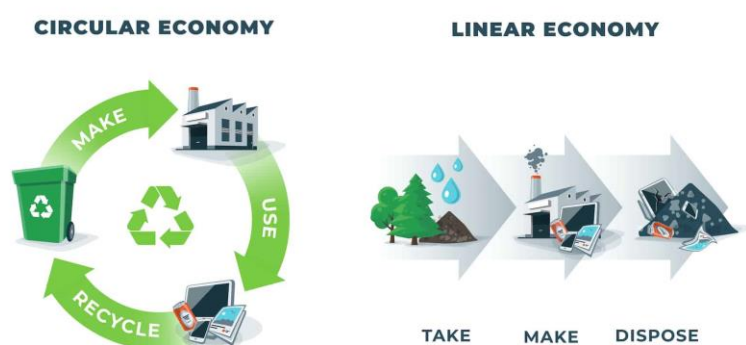 CIRCULAR ECONOMY
MAKE
USE
RECYCLE
LINEAR ECONOMY
TAKE MAKE DISPOSE